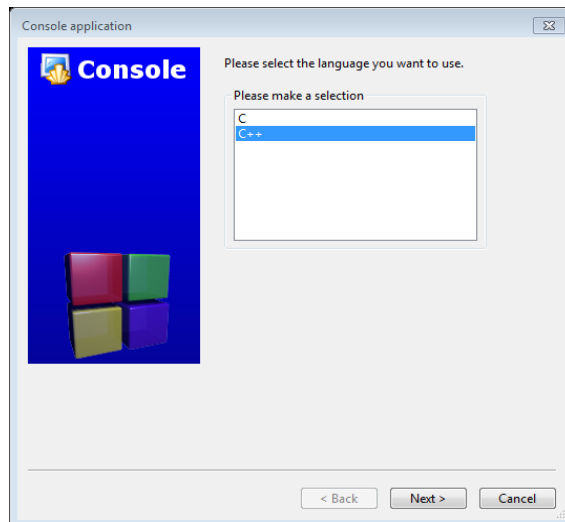 Console application
Console
Please select the language you want to use.
Please make a selection
C
C++
< Back
Next >
Cancel